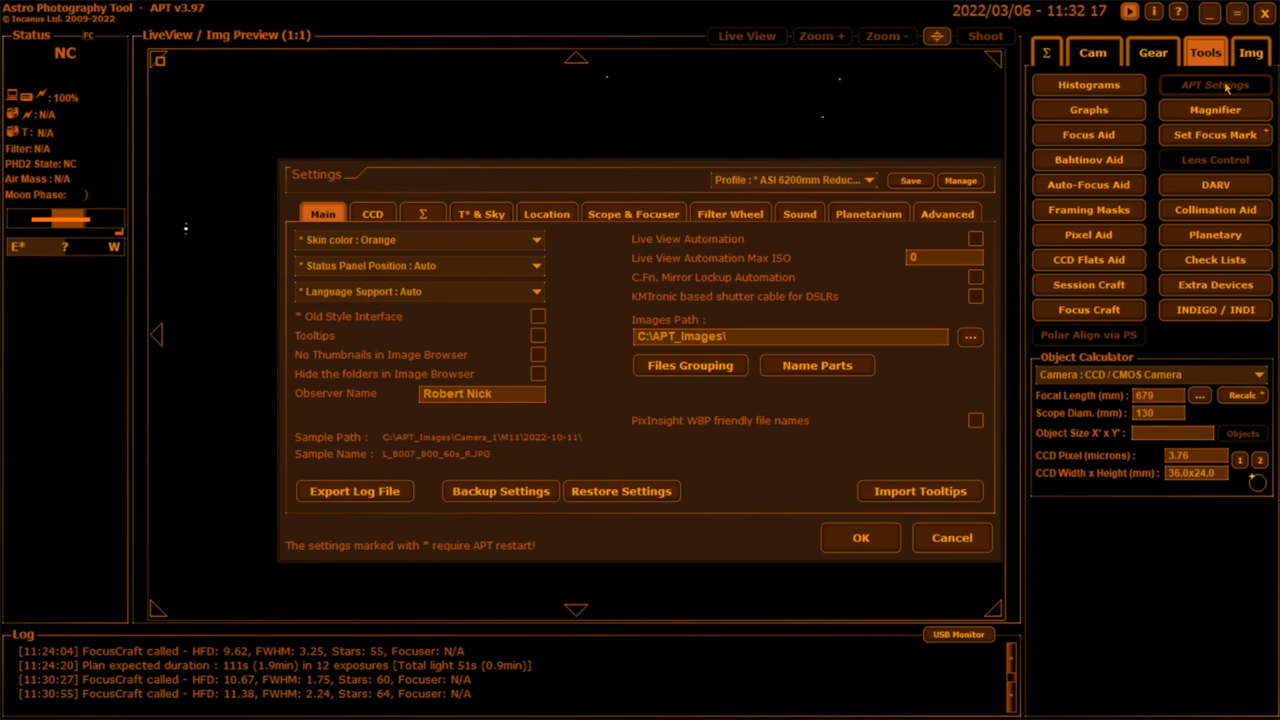 Astro Photography Tool - APT v3.97
© Incanus Ltd. 2009-2022
2022/03/06 - 11:32 17
i
?
_
=
X
Status
FC
NC
: 100%
: N/A
T : N/A
Filter: N/A
PHD2 State: NC
Air Mass : N/A
Moon Phase:
E* ? W
LiveView / Img Preview (1:1)
Live View
Zoom +
Zoom -
Shoot
Σ
Cam
Gear
Tools
Img
Histograms
APT Settings
Graphs
Magnifier
Focus Aid
Set Focus Mark +
Bahtinov Aid
Lens Control
Auto-Focus Aid
DARV
Framing Masks
Collimation Aid
Pixel Aid
Planetary
CCD Flats Aid
Check Lists
Session Craft
Extra Devices
Focus Craft
INDIGO / INDI
Polar Align via PS
Object Calculator
Camera : CCD / CMOS Camera
Focal Length (mm) : 679 ... Recalc +
Scope Diam. (mm) : 130
Object Size X' x Y' : Objects
CCD Pixel (microns) : 3.76 1 2
CCD Width x Height (mm) : 36.0x24.0
Settings
Profile : * ASI 6200mm Reduc...
Save
Manage
Main
CCD
Σ
T° & Sky
Location
Scope & Focuser
Filter Wheel
Sound
Planetarium
Advanced
* Skin color : Orange
* Status Panel Position : Auto
* Language Support : Auto
* Old Style Interface
Tooltips
No Thumbnails in Image Browser
Hide the folders in Image Browser
Observer Name Robert Nick
Sample Path : C:\APT_Images\Camera_1\M11\2022-10-11\
Sample Name : L_8007_800_60s_R.JPG
Live View Automation
Live View Automation Max ISO 0
C.Fn. Mirror Lockup Automation
KMTronic based shutter cable for DSLRs
Images Path :
C:\APT_Images\ ...
Files Grouping
Name Parts
PixInsight WBP friendly file names
Export Log File
Backup Settings
Restore Settings
Import Tooltips
The settings marked with * require APT restart!
OK
Cancel
Log
USB Monitor
[11:24:04] FocusCraft called - HFD: 9.62, FWHM: 3.25, Stars: 55, Focuser: N/A
[11:24:20] Plan expected duration : 111s (1.9min) in 12 exposures [Total light 51s (0.9min)]
[11:30:27] FocusCraft called - HFD: 10.67, FWHM: 1.75, Stars: 60, Focuser: N/A
[11:30:55] FocusCraft called - HFD: 11.38, FWHM: 2.24, Stars: 64, Focuser: N/A